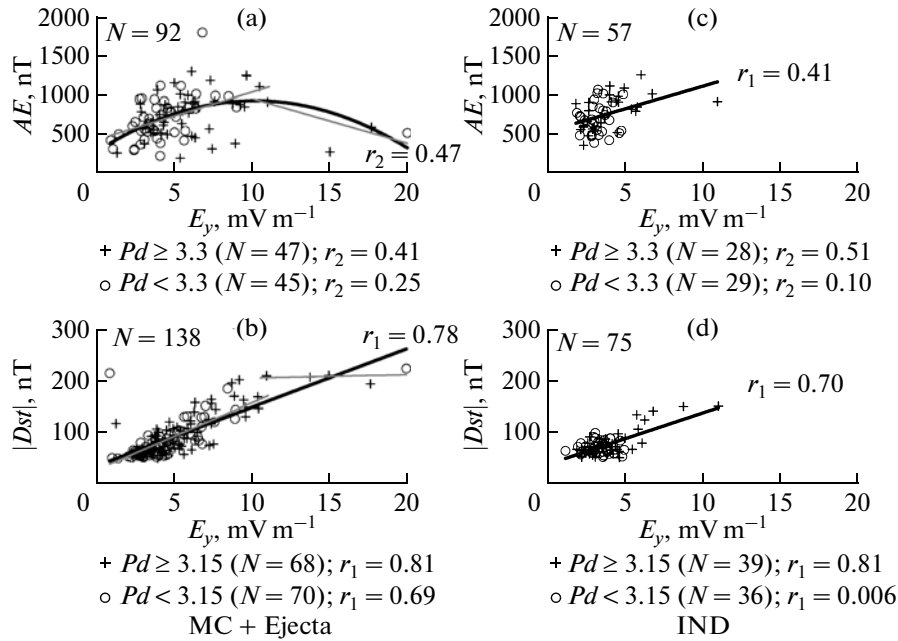 2000 (a) 2000 (c)
N = 92 N = 57
1500 1500
r₁ = 0.41
1000 1000
AE, nT AE, nT
500 500
r₂ = 0.47
0 5 10 15 20 0 5 10 15 20
E_y, mV m⁻¹ E_y, mV m⁻¹
+ Pd ≥ 3.3 (N = 47); r₂ = 0.41 + Pd ≥ 3.3 (N = 28); r₂ = 0.51
○ Pd < 3.3 (N = 45); r₂ = 0.25 ○ Pd < 3.3 (N = 29); r₂ = 0.10
300 (b) r₁ = 0.78 300 (d)
N = 138 N = 75
200 200 r₁ = 0.70
|Dst|, nT |Dst|, nT
100 100
0 5 10 15 20 0 5 10 15 20
E_y, mV m⁻¹ E_y, mV m⁻¹
+ Pd ≥ 3.15 (N = 68); r₁ = 0.81 + Pd ≥ 3.15 (N = 39); r₁ = 0.81
○ Pd < 3.15 (N = 70); r₁ = 0.69 ○ Pd < 3.15 (N = 36); r₁ = 0.006
MC + Ejecta IND